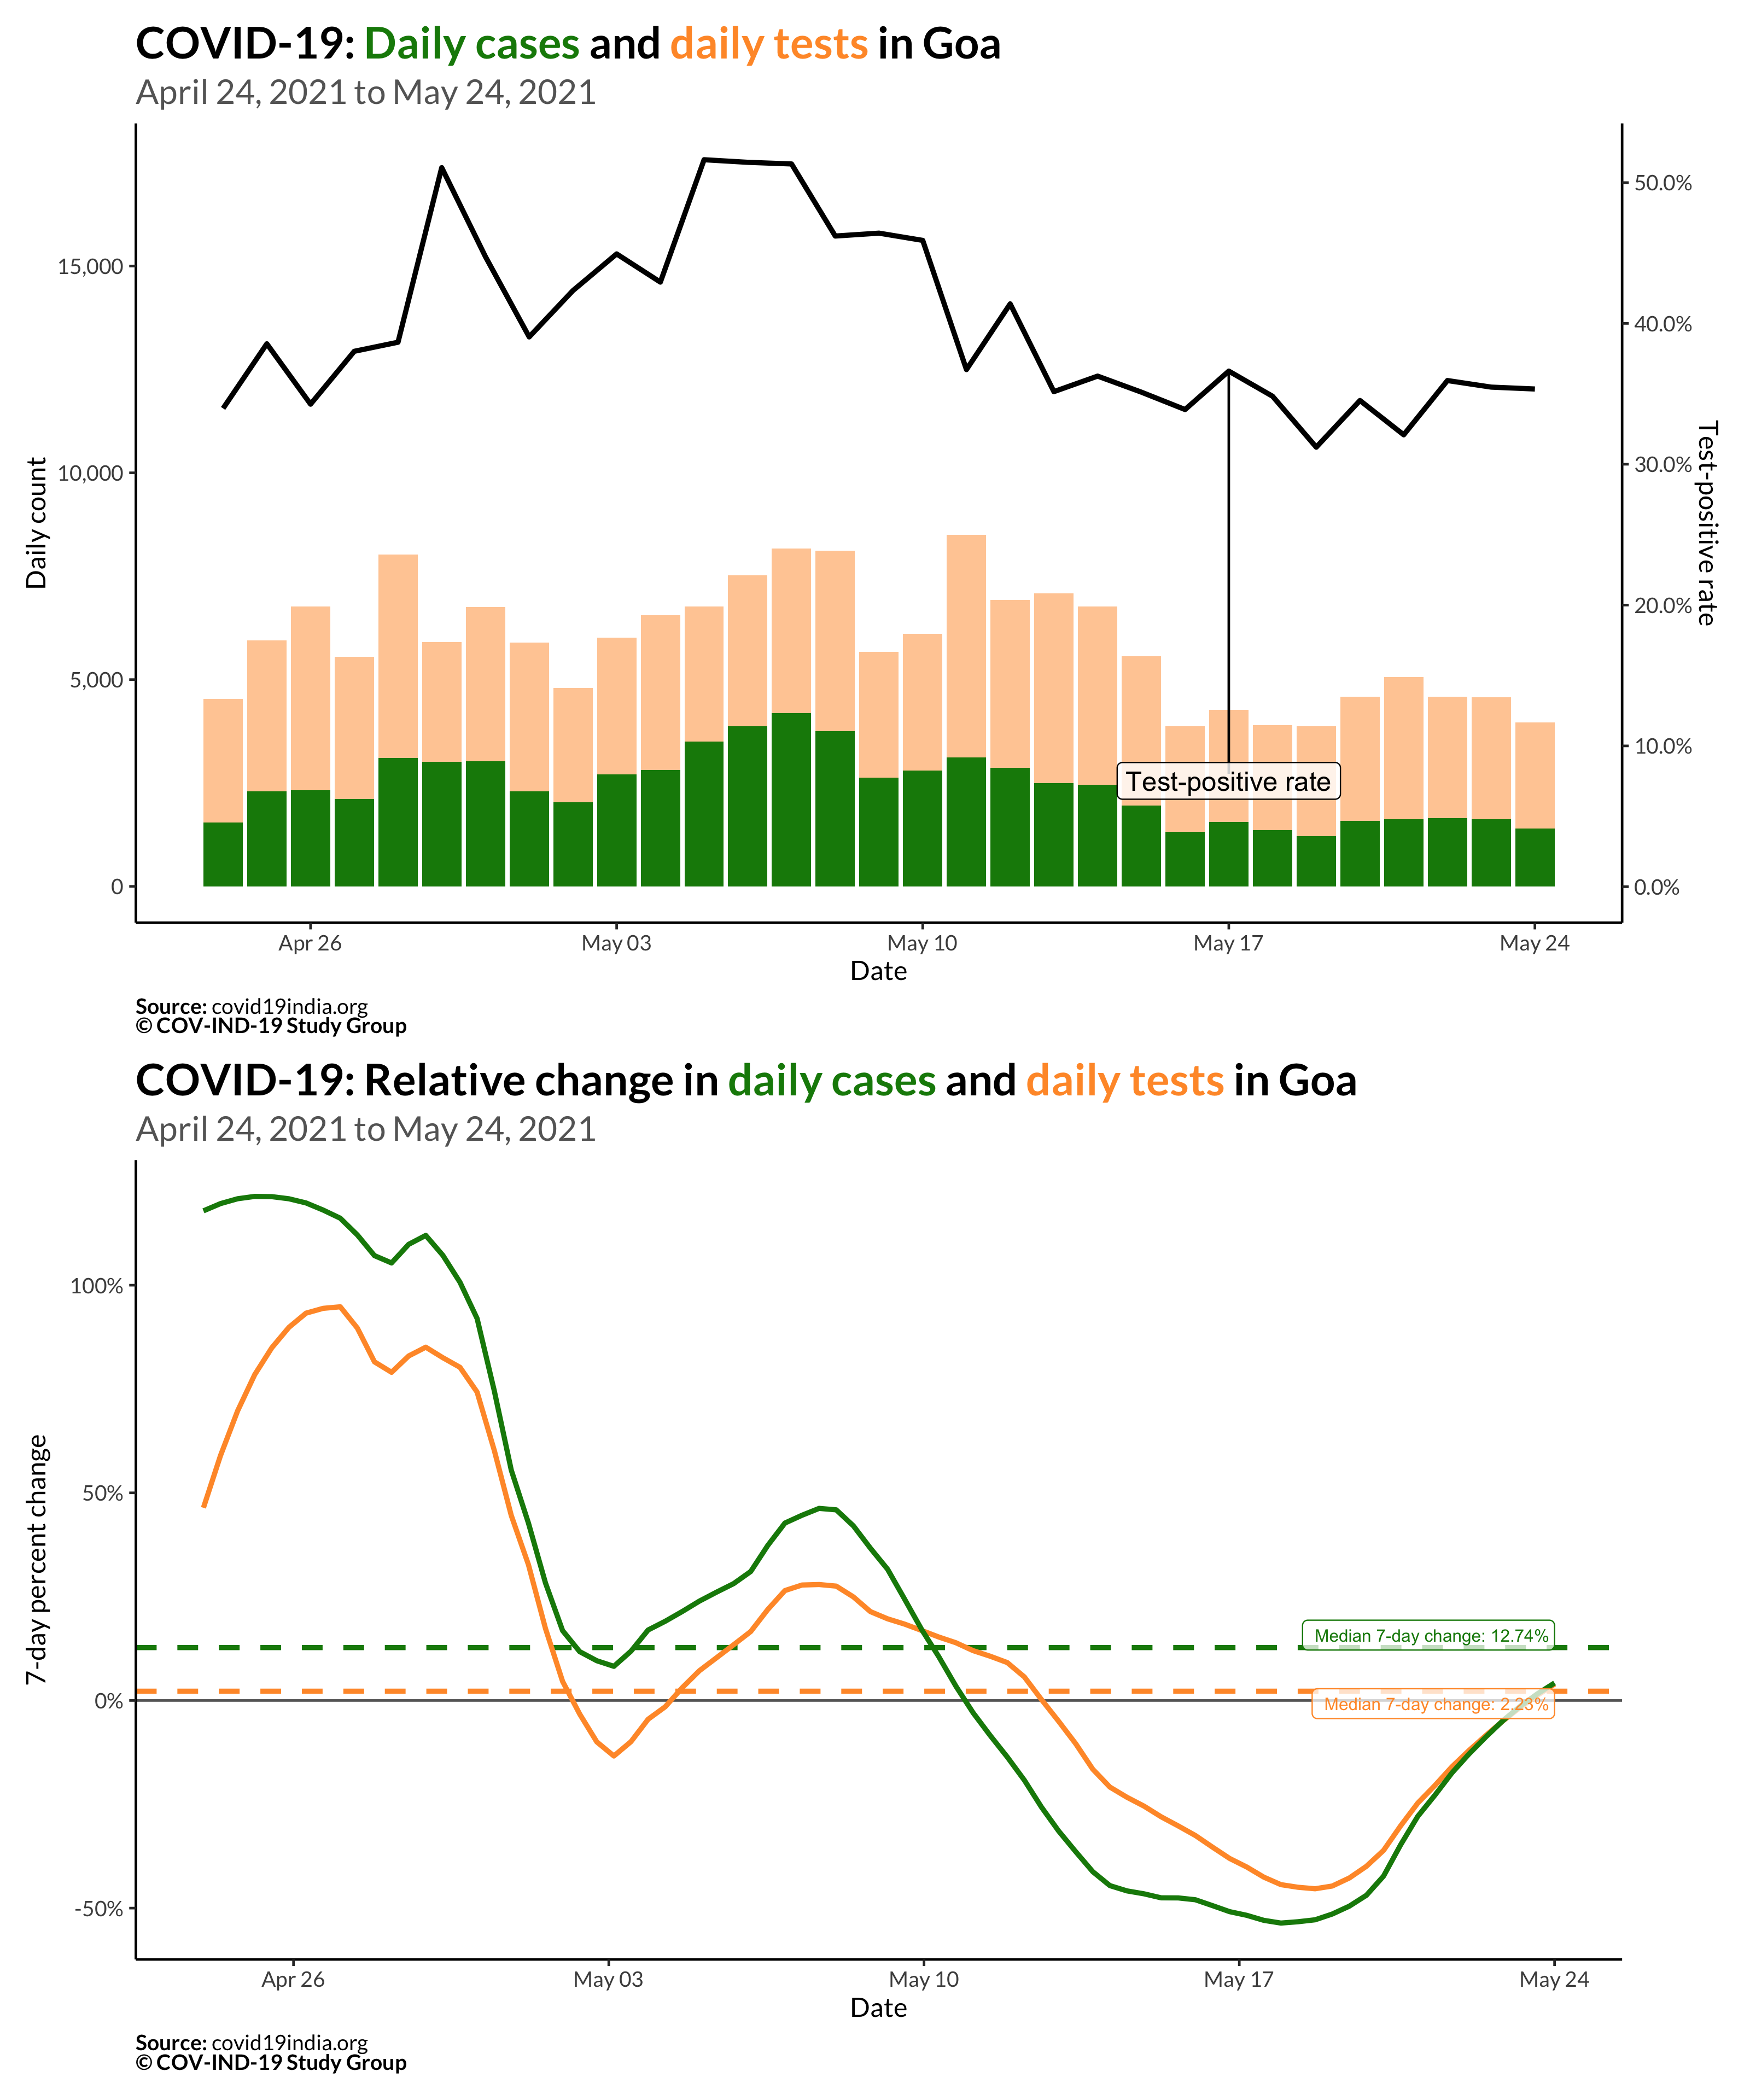 COVID-19: Daily cases and daily tests in Goa
April 24, 2021 to May 24, 2021
Daily count
15,000
10,000
5,000
0
50.0%
40.0%
30.0%
20.0%
10.0%
0.0%
Test-positive rate
Test-positive rate
Apr 26
May 03
May 10
May 17
May 24
Date
Source: covid19india.org
© COV-IND-19 Study Group
COVID-19: Relative change in daily cases and daily tests in Goa
April 24, 2021 to May 24, 2021
7-day percent change
100%
50%
0%
-50%
Median 7-day change: 12.74%
Median 7-day change: 2.23%
Apr 26
May 03
May 10
May 17
May 24
Date
Source: covid19india.org
© COV-IND-19 Study Group